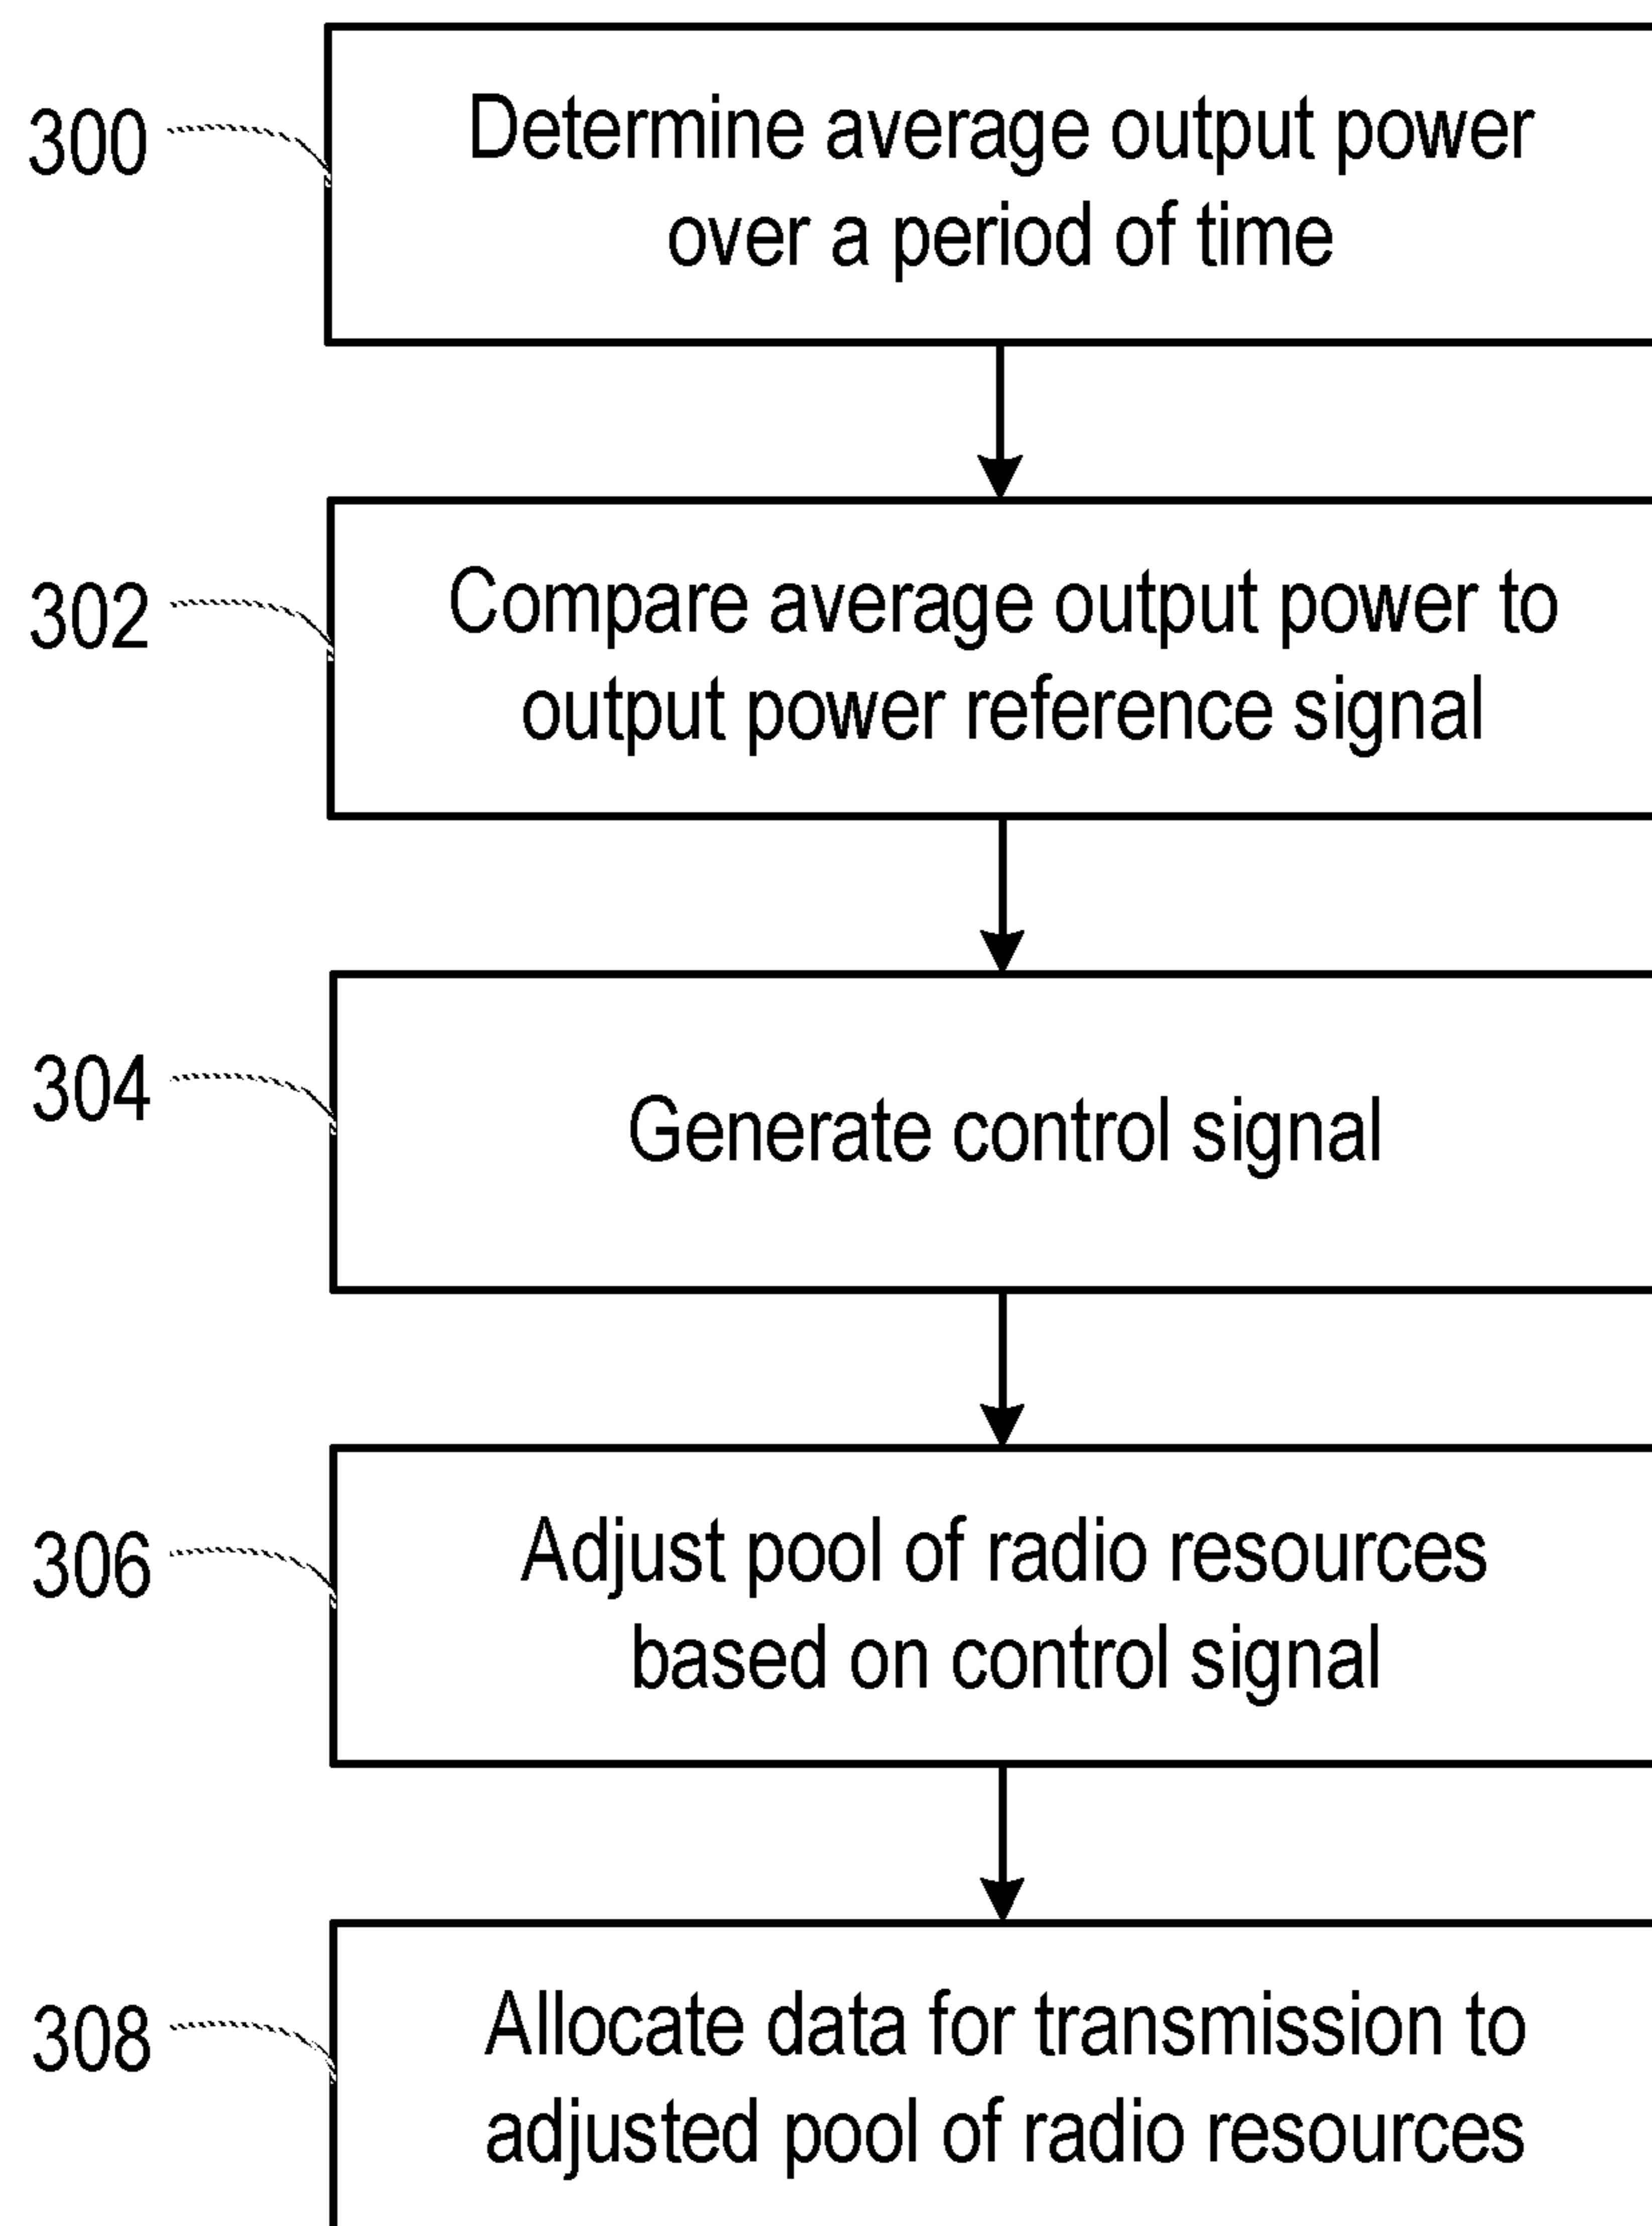 300
Determine average output power
over a period of time
302
Compare average output power to
output power reference signal
304
Generate control signal
306
Adjust pool of radio resources
based on control signal
308
Allocate data for transmission to
adjusted pool of radio resources